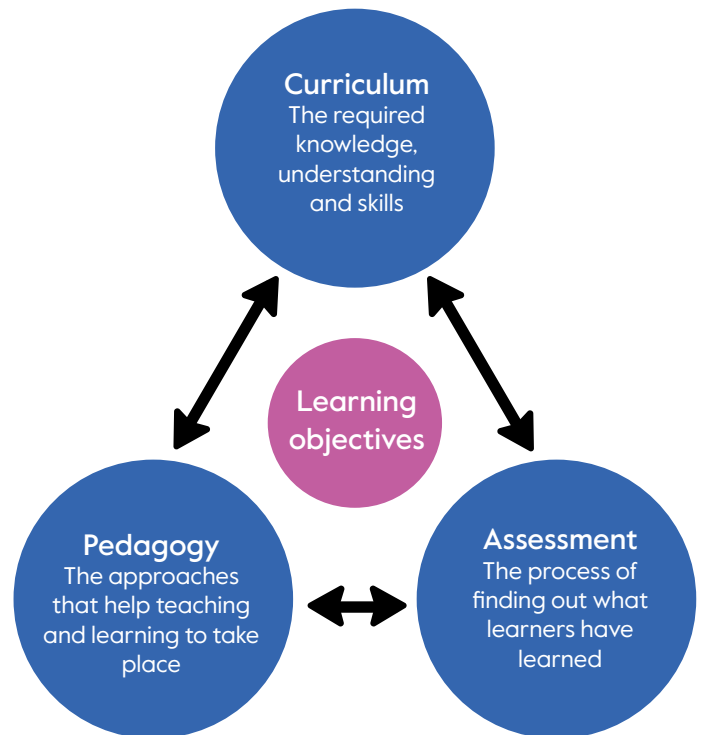 Curriculum
The required
knowledge,
understanding
and skills
Learning
objectives
Pedagogy
The approaches
that help teaching
and learning to take
place
Assessment
The process of
finding out what
learners have
learned